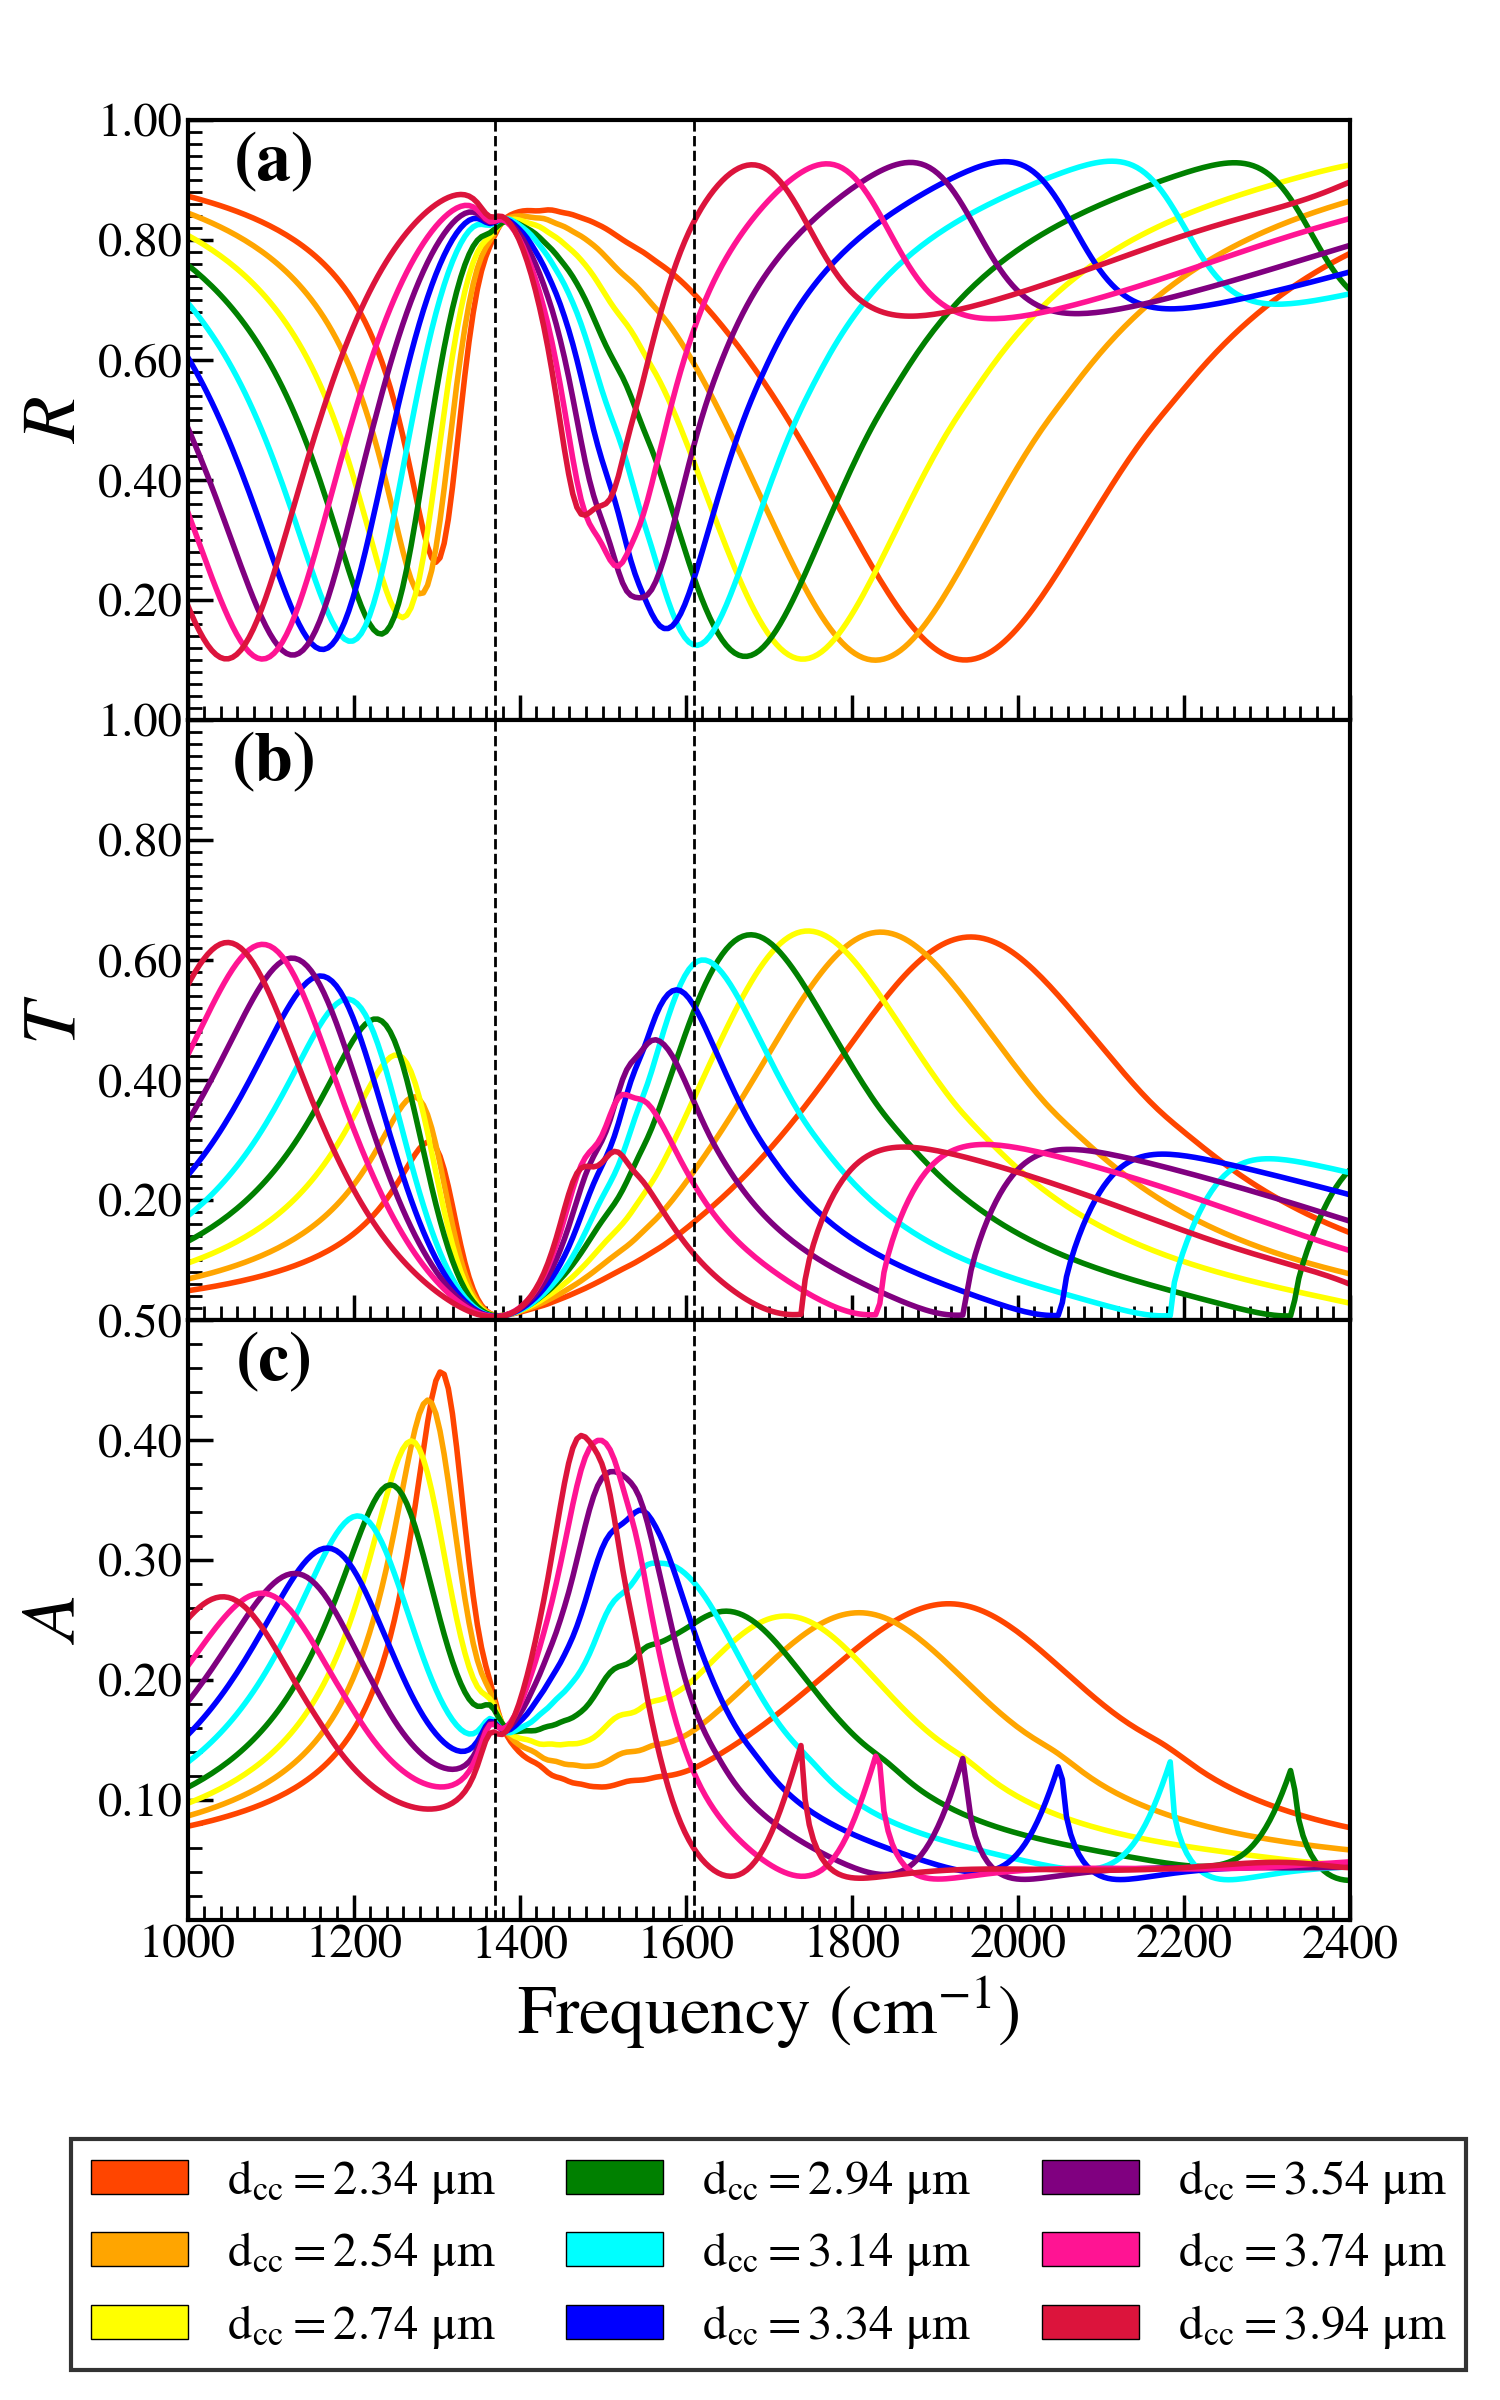 1.00
(a)
0.80
0.60
R
0.40
0.20
1.00
(b)
0.80
0.60
T
0.40
0.20
0.50
(c)
0.40
0.30
A
0.20
0.10
1000 1200 1400 1600 1800 2000 2200 2400
Frequency (cm⁻¹)
d_cc = 2.34 μm d_cc = 2.94 μm d_cc = 3.54 μm
d_cc = 2.54 μm d_cc = 3.14 μm d_cc = 3.74 μm
d_cc = 2.74 μm d_cc = 3.34 μm d_cc = 3.94 μm